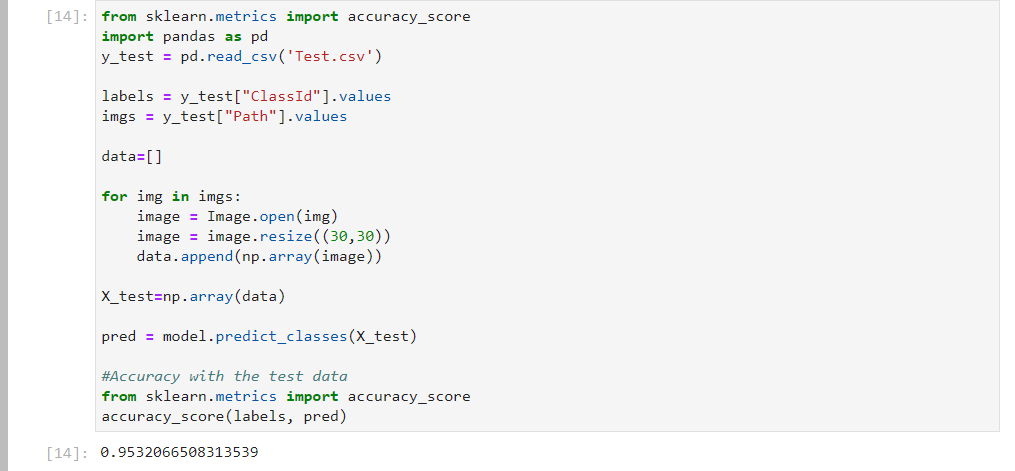 [14]: from sklearn.metrics import accuracy_score
import pandas as pd
y_test = pd.read_csv('Test.csv')
labels = y_test["ClassId"].values
imgs = y_test["Path"].values
data=[]
for img in imgs:
    image = Image.open(img)
    image = image.resize((30,30))
    data.append(np.array(image))
X_test=np.array(data)
pred = model.predict_classes(X_test)
#Accuracy with the test data
from sklearn.metrics import accuracy_score
accuracy_score(labels, pred)
[14]: 0.9532066508313539